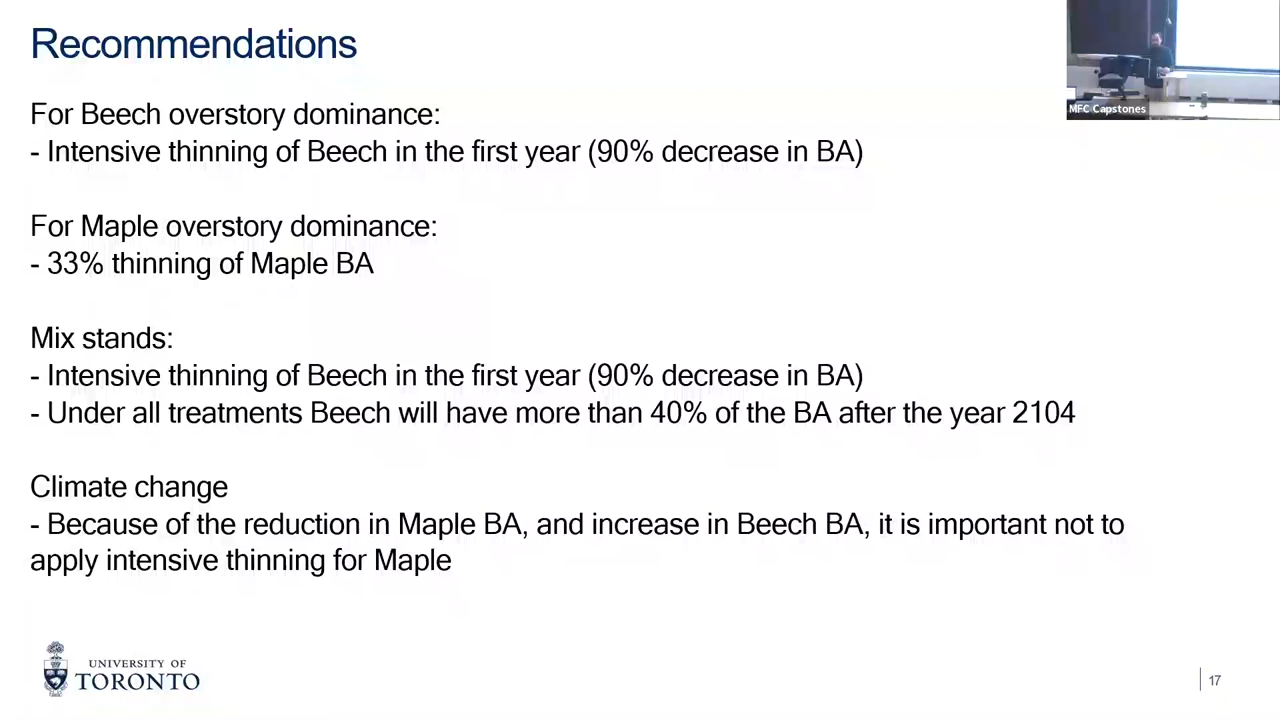 Recommendations
MFC Capstones
For Beech overstory dominance:
- Intensive thinning of Beech in the first year (90% decrease in BA)
For Maple overstory dominance:
- 33% thinning of Maple BA
Mix stands:
- Intensive thinning of Beech in the first year (90% decrease in BA)
- Under all treatments Beech will have more than 40% of the BA after the year 2104
Climate change
- Because of the reduction in Maple BA, and increase in Beech BA, it is important not to
apply intensive thinning for Maple
UNIVERSITY OF
TORONTO
17